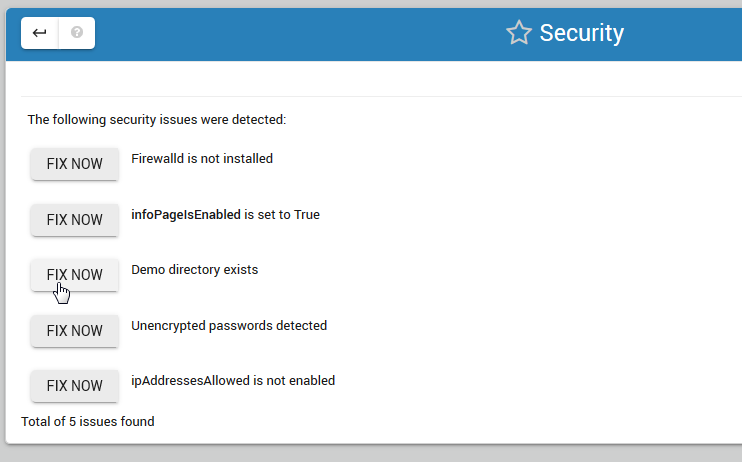 Security
The following security issues were detected:
FIX NOW Firewalld is not installed
FIX NOW infoPageIsEnabled is set to True
FIX NOW Demo directory exists
FIX NOW Unencrypted passwords detected
FIX NOW ipAddressesAllowed is not enabled
Total of 5 issues found